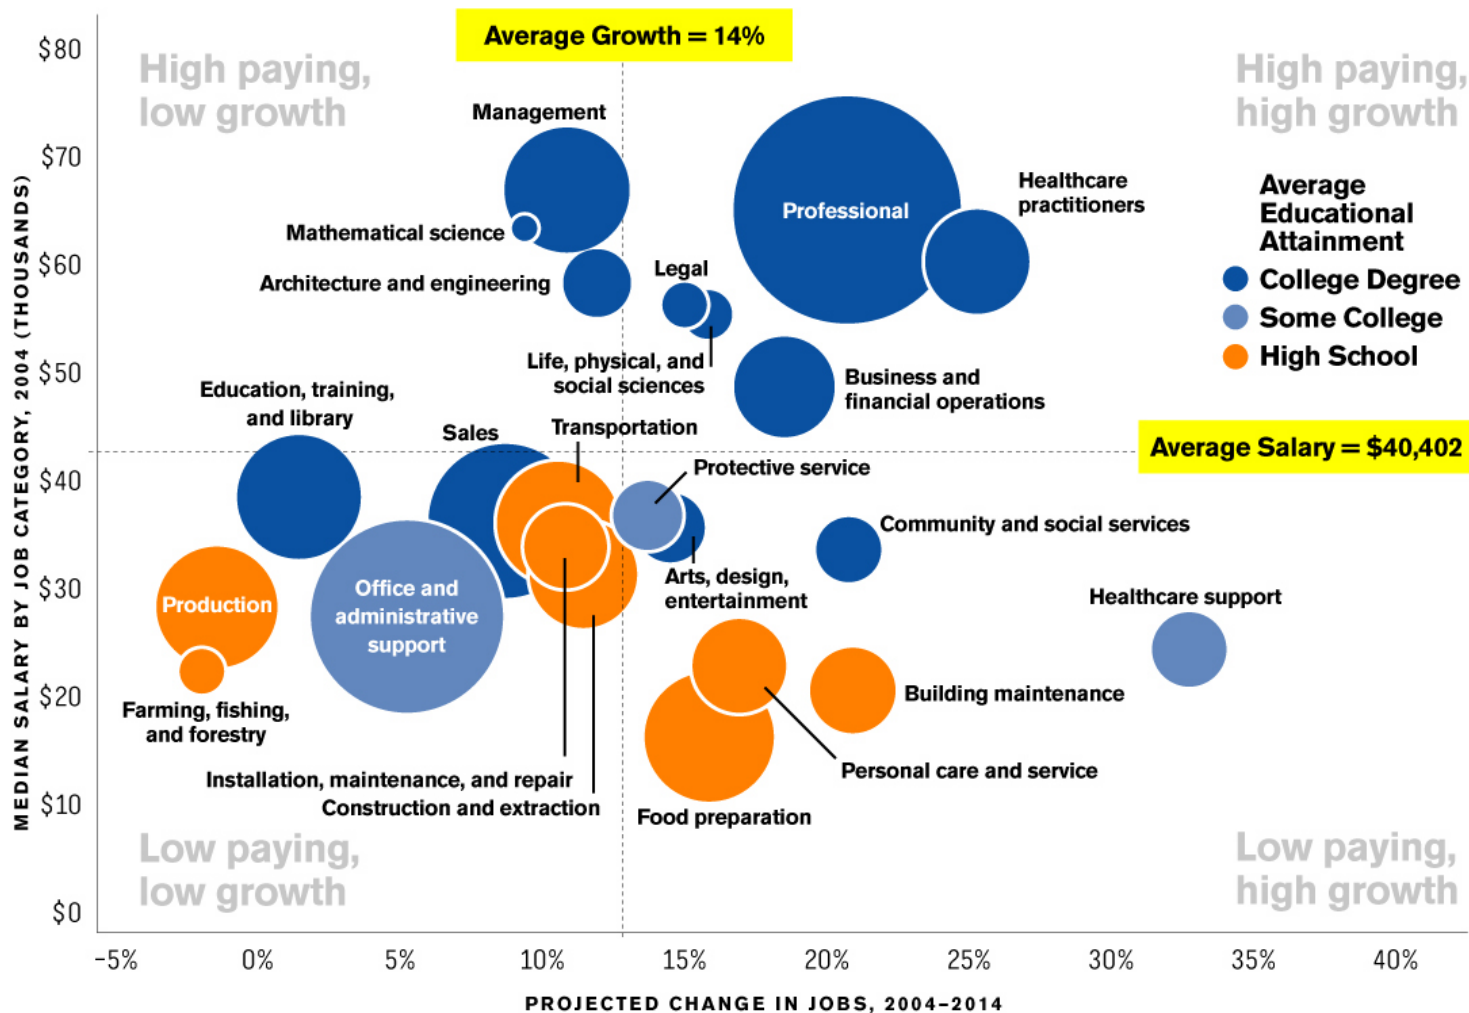 Average Growth = 14%
High paying,
low growth
High paying,
high growth
MEDIAN SALARY BY JOB CATEGORY, 2004 (THOUSANDS)
$80
$70
$60
$50
$40
$30
$20
$10
$0
Management
Mathematical science
Architecture and engineering
Professional
Healthcare
practitioners
Legal
Life, physical, and
social sciences
Business and
financial operations
Average
Educational
Attainment
College Degree
Some College
High School
Average Salary = $40,402
Education, training,
and library
Sales
Transportation
Protective service
Arts, design,
entertainment
Community and social services
Healthcare support
Production
Office and
administrative
support
Farming, fishing,
and forestry
Installation, maintenance, and repair
Construction and extraction
Building maintenance
Personal care and service
Food preparation
Low paying,
low growth
Low paying,
high growth
−5%
0%
5%
10%
15%
20%
25%
30%
35%
40%
PROJECTED CHANGE IN JOBS, 2004–2014